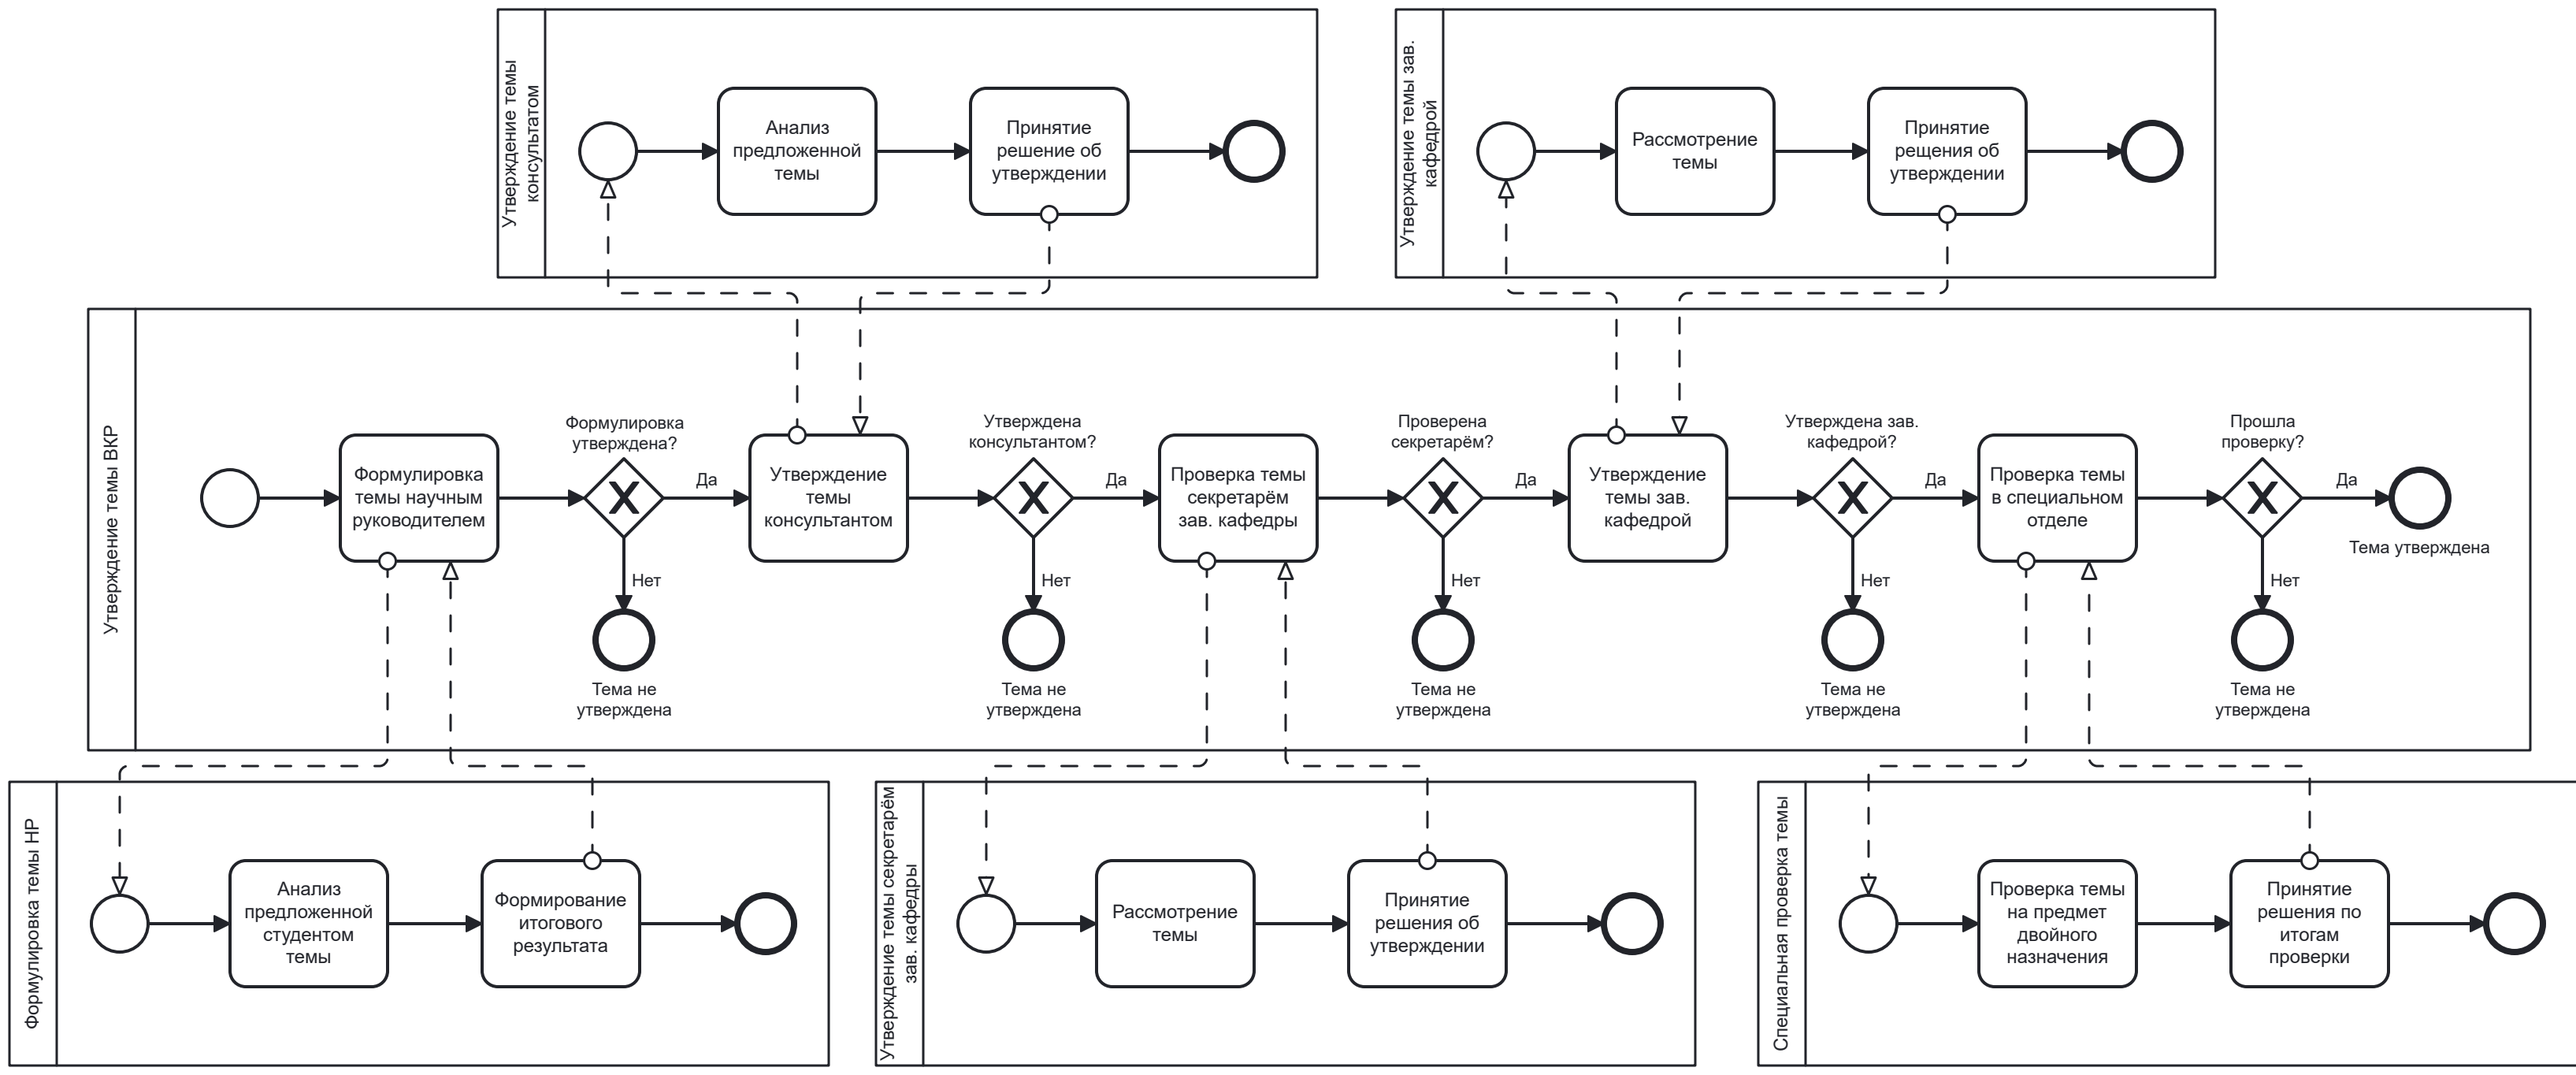 Утверждение темы
консультатом
Анализ
предложенной
темы
Принятие
решение об
утверждении
Утверждение темы зав.
кафедрой
Рассмотрение
темы
Принятие
рещения об
утверждении
Утверждение темы ВКР
Формулировка
темы научным
руководителем
Формулировка
утверждена?
Да
Нет
Тема не
утверждена
Утверждение
темы
консультантом
Утверждена
консультантом?
Да
Нет
Тема не
утверждена
Проверка темы
секретарём
зав. кафедры
Проверена
секретарём?
Да
Нет
Тема не
утверждена
Утверждение
темы зав.
кафедрой
Утверждена зав.
кафедрой?
Да
Нет
Тема не
утверждена
Проверка темы
в специальном
отделе
Прошла
проверку?
Да
Тема утверждена
Нет
Тема не
утверждена
Формулировка темы НР
Анализ
предложенной
студентом
темы
Формирование
итогового
результата
Утверждение темы секретарём
зав. кафедры
Рассмотрение
темы
Принятие
решения об
утверждении
Специальная проверка темы
Проверка темы
на предмет
двойного
назначения
Принятие
решения по
итогам
проверки